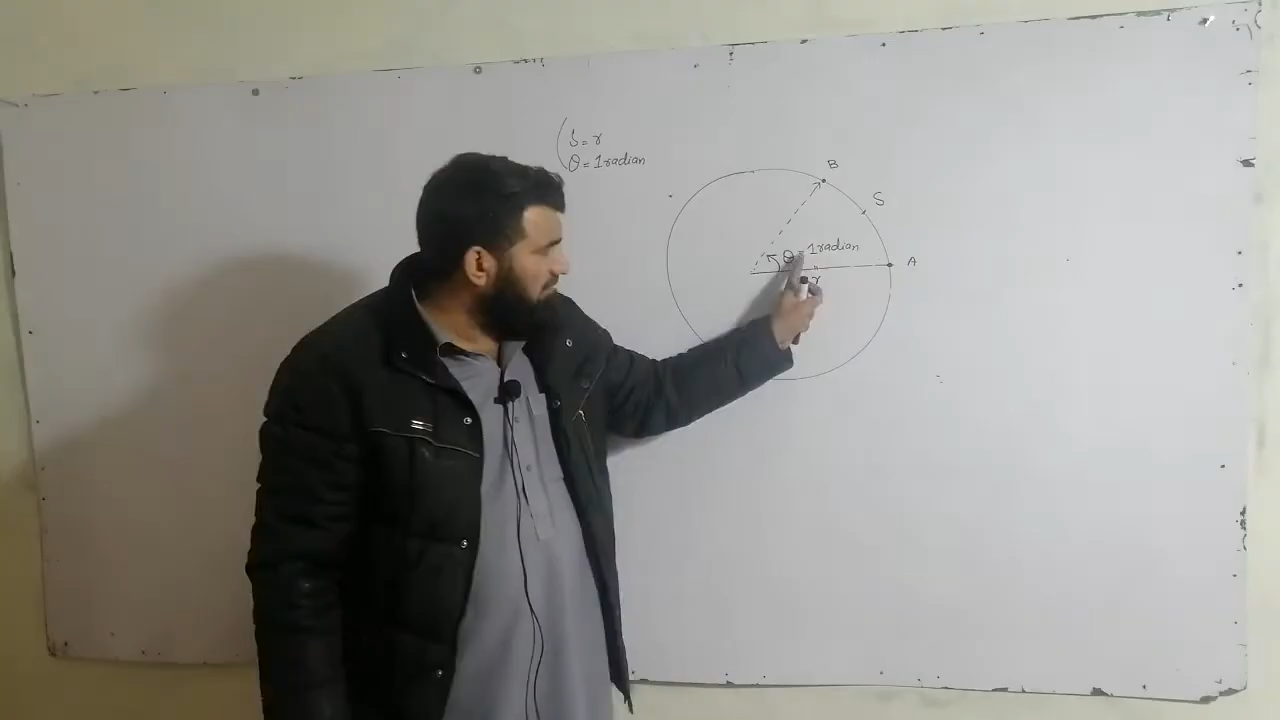 S = r
θ = 1 radian
B
S
θ = 1 radian
A
r